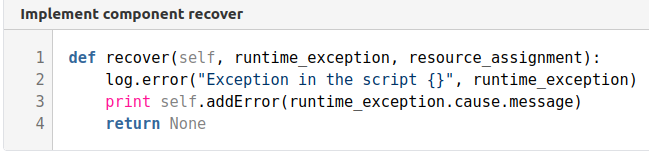 Implement component recover
1 def recover(self, runtime_exception, resource_assignment):
2     log.error("Exception in the script {}", runtime_exception)
3     print self.addError(runtime_exception.cause.message)
4     return None